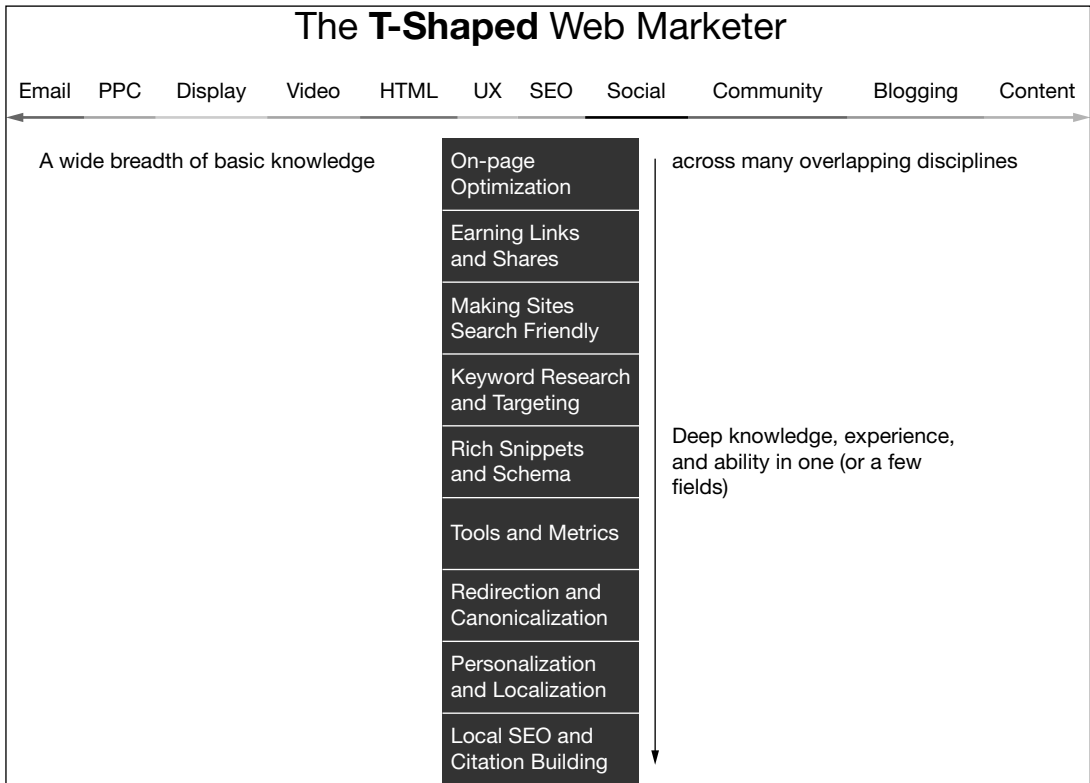 The T-Shaped Web Marketer
Email PPC Display Video HTML UX SEO Social Community Blogging Content
A wide breadth of basic knowledge
across many overlapping disciplines
On-page
Optimization
Earning Links
and Shares
Making Sites
Search Friendly
Keyword Research
and Targeting
Rich Snippets
and Schema
Tools and Metrics
Redirection and
Canonicalization
Personalization
and Localization
Local SEO and
Citation Building
Deep knowledge, experience,
and ability in one (or a few
fields)